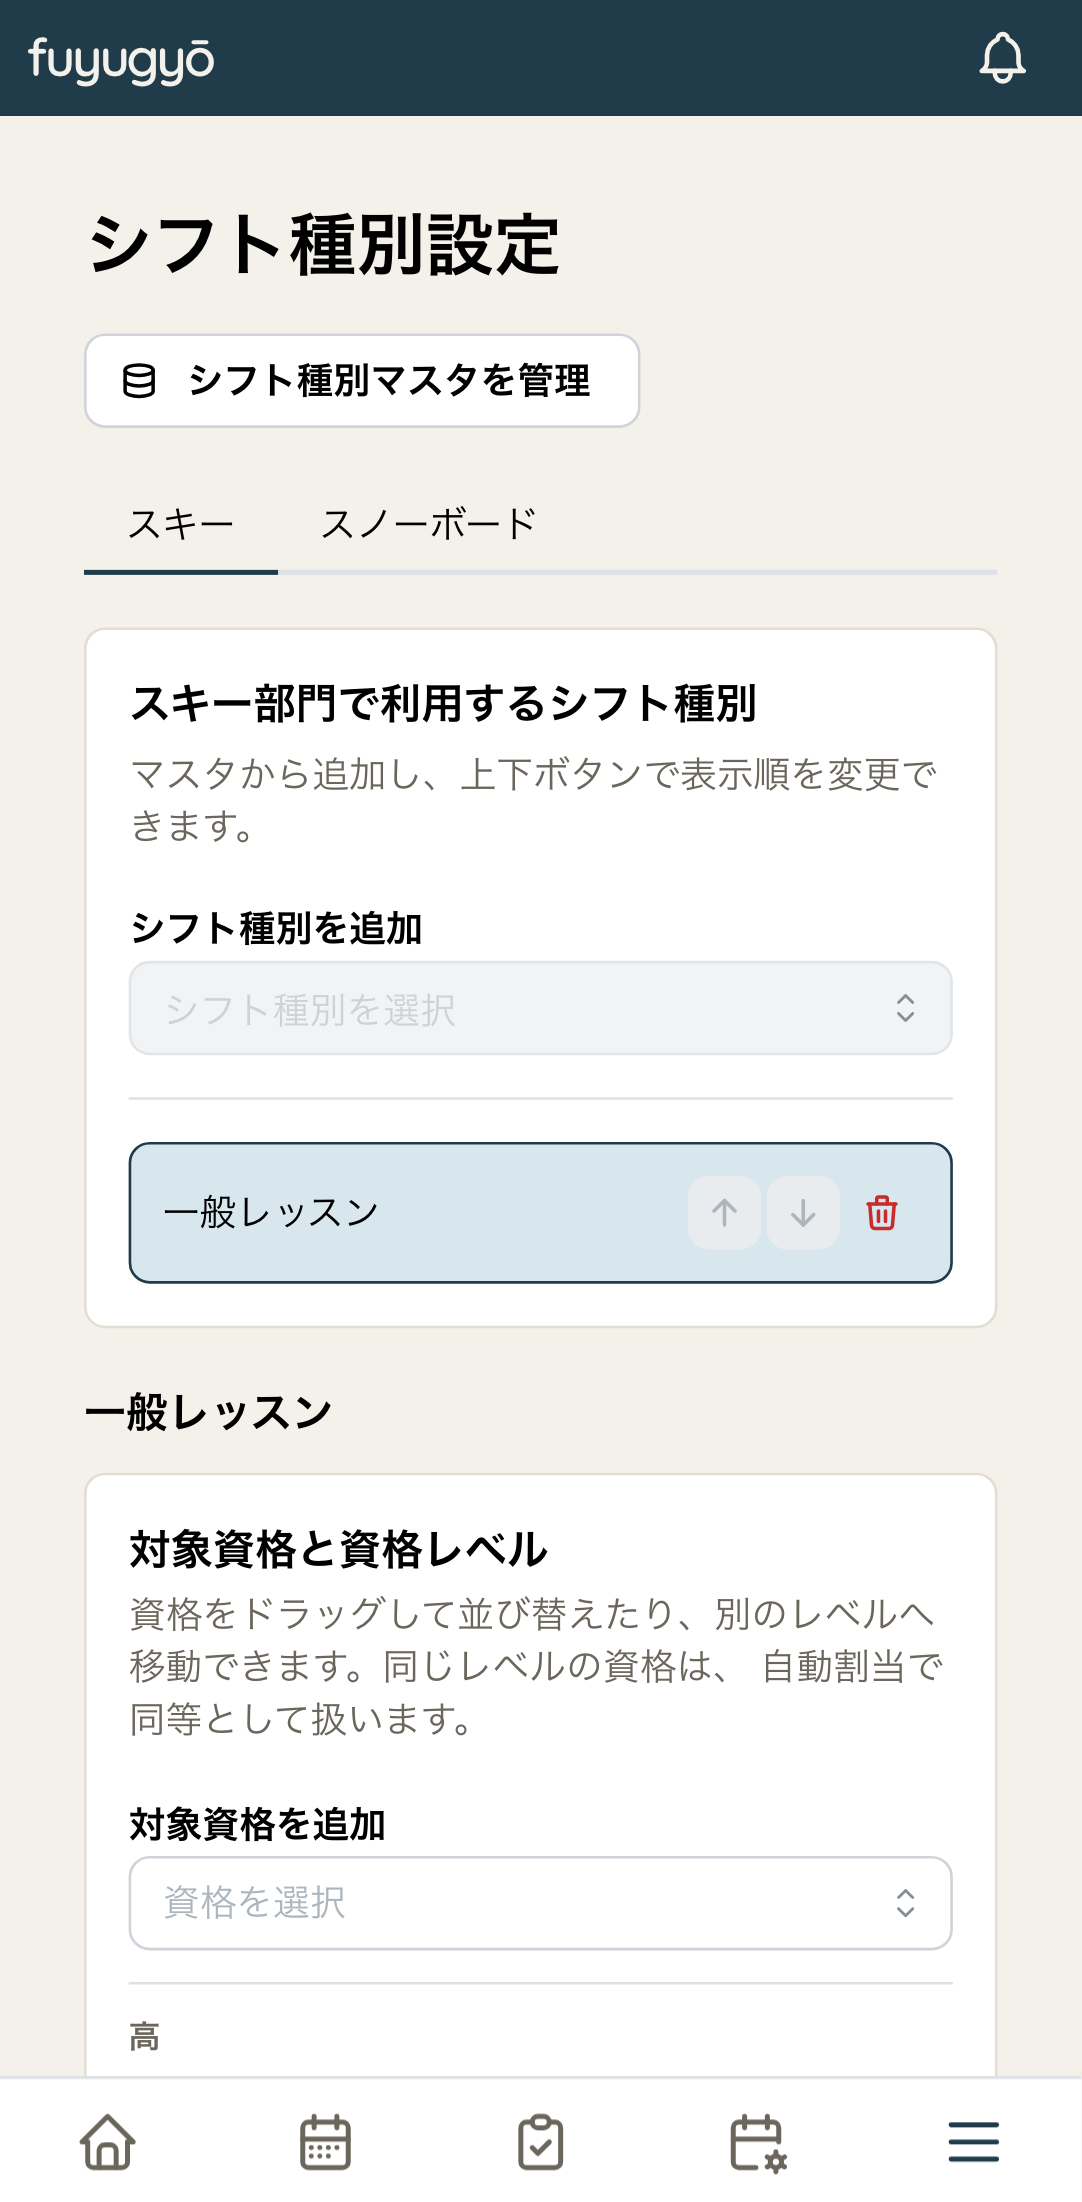 fuyugyō
シフト種別設定
シフト種別マスタを管理
スキー
スノーボード
スキー部門で利用するシフト種別
マスタから追加し、上下ボタンで表示順を変更で
きます。
シフト種別を追加
シフト種別を選択
一般レッスン
一般レッスン
対象資格と資格レベル
資格をドラッグして並び替えたり、別のレベルへ
移動できます。同じレベルの資格は、 自動割当で
同等として扱います。
対象資格を追加
資格を選択
高